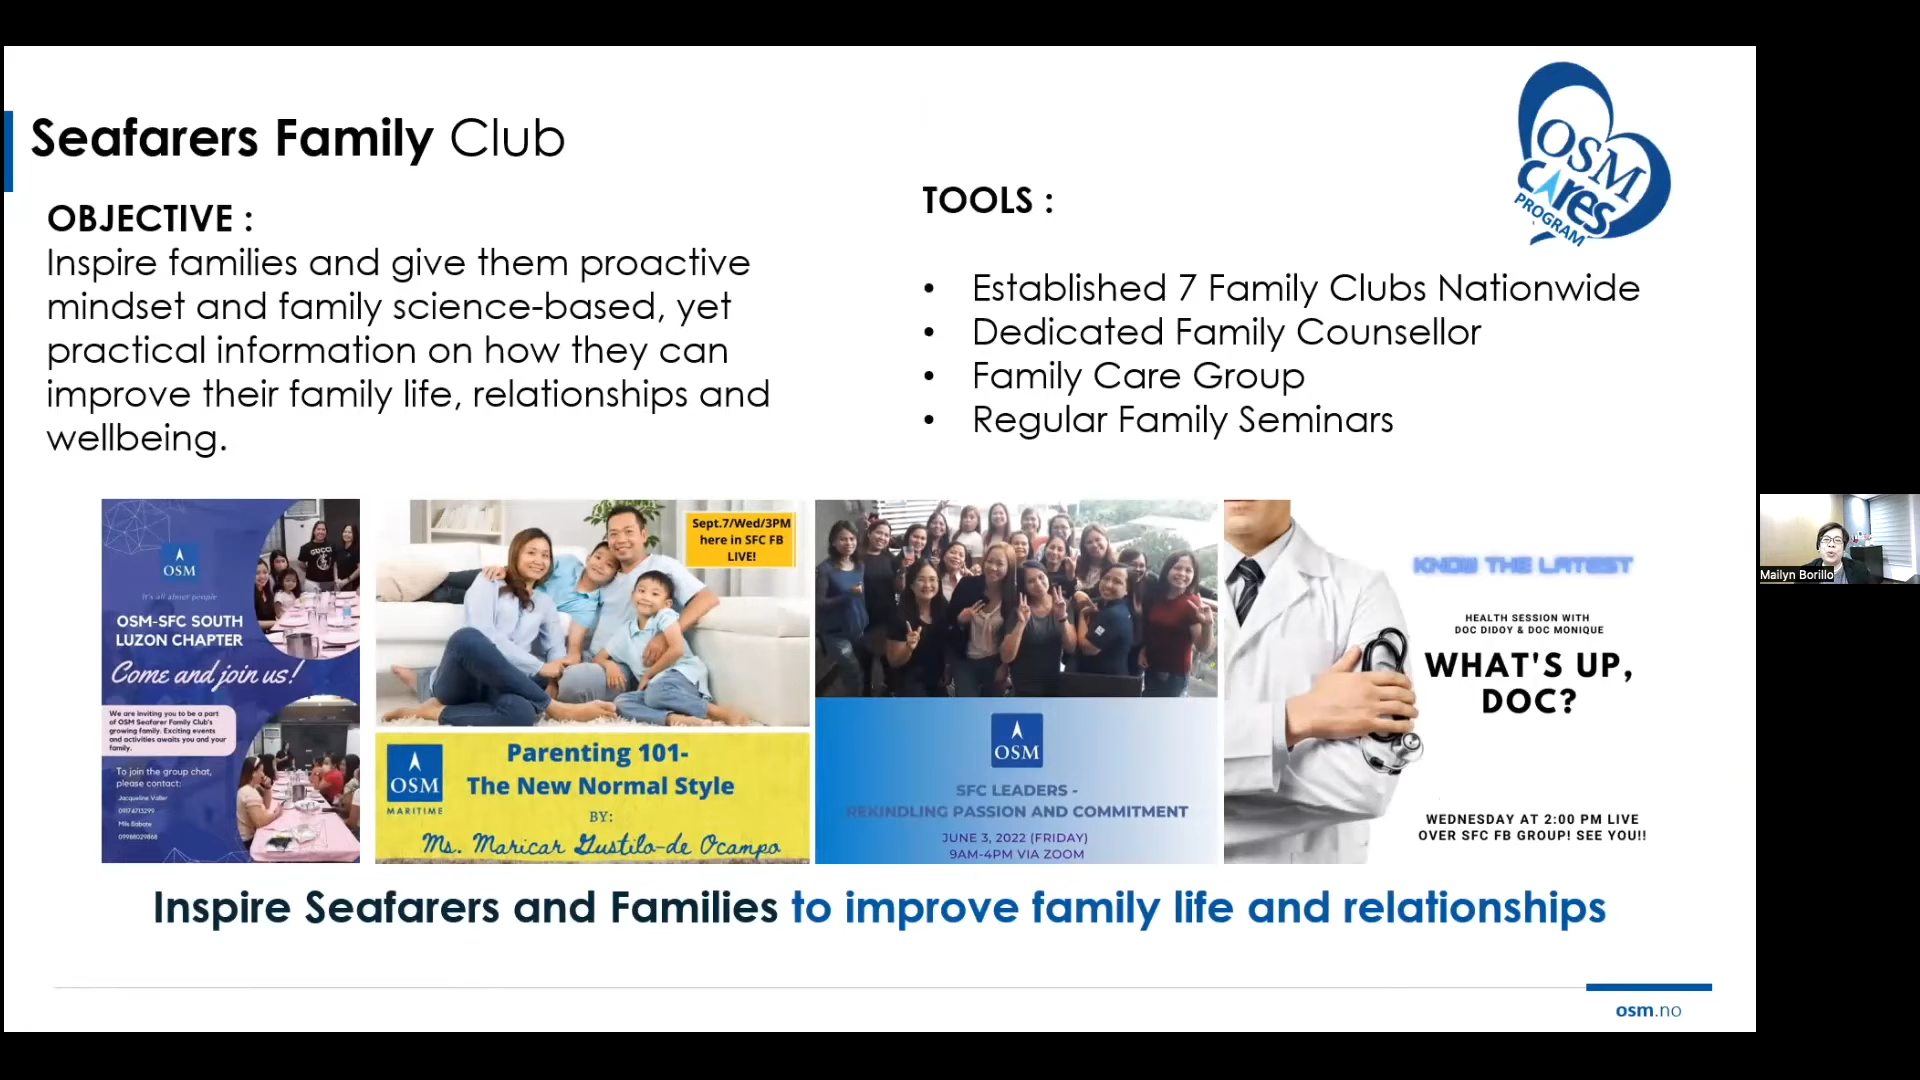 Seafarers Family Club
OBJECTIVE :
Inspire families and give them proactive
mindset and family science-based, yet
practical information on how they can
improve their family life, relationships and
wellbeing.
TOOLS :
• Established 7 Family Clubs Nationwide
• Dedicated Family Counsellor
• Family Care Group
• Regular Family Seminars
OSM
cares
PROGRAM
OSM
It's all about people
OSM-SFC SOUTH
LUZON CHAPTER
Come and join us!
We are inviting you to be a part
of OSM Seafarer Family Club's
growing family. Exciting events
and activities awaits you and your
family.
To join the group chat,
please contact:
Jacqueline Valler
09174713299
Mils Babate
09988029868
GUCCI
Sept.7/Wed/3PM
here in SFC FB
LIVE!
OSM
MARITIME
Parenting 101-
The New Normal Style
BY:
Ms. Maricar Gustilo-de Ocampo
OSM
SFC LEADERS -
REKINDLING PASSION AND COMMITMENT
JUNE 3, 2022 (FRIDAY)
9AM-4PM VIA ZOOM
KNOW THE LATEST
HEALTH SESSION WITH
DOC DIDOY & DOC MONIQUE
WHAT'S UP,
DOC?
WEDNESDAY AT 2:00 PM LIVE
OVER SFC FB GROUP! SEE YOU!!
Inspire Seafarers and Families to improve family life and relationships
osm.no
Mailyn Borillo